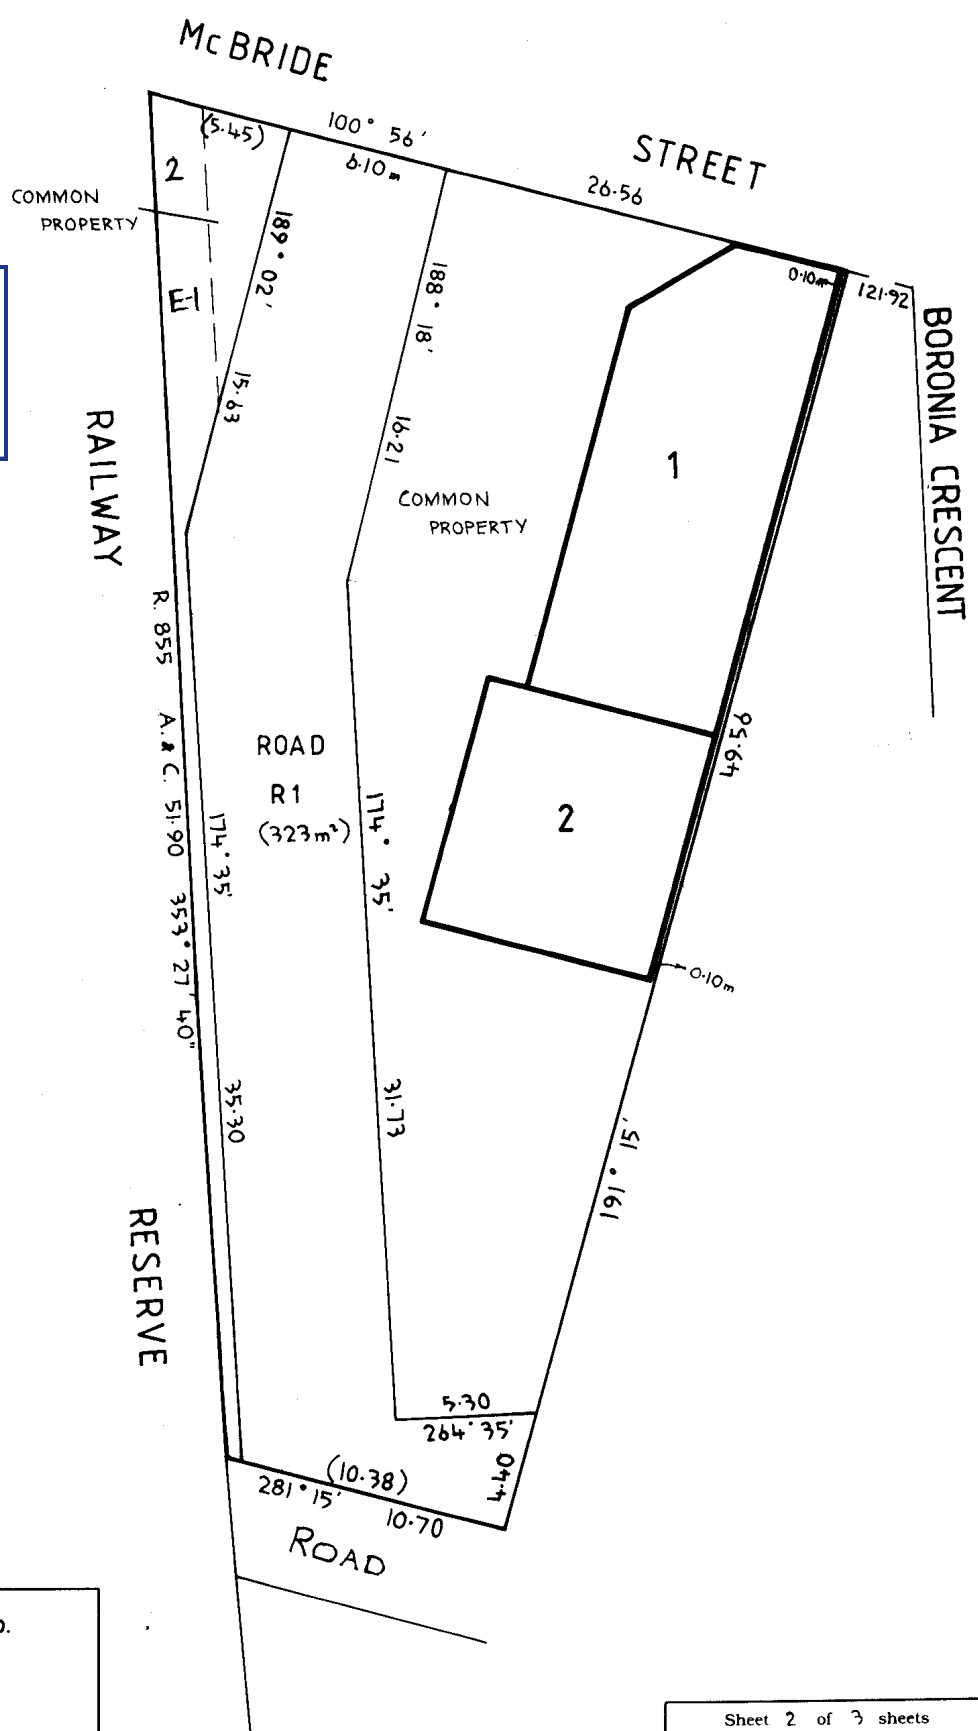 McBRIDE
STREET
100° 56'
(5.45)
6.10m
26.56
2
COMMON
PROPERTY
E-1
189° 02'
15.63
188° 18'
16.21
0.10m
121.92
BORONIA CRESCENT
1
COMMON
PROPERTY
RAILWAY
RESERVE
R. 855 A. & C. 51.90 353° 27' 40"
ROAD
R1
(323m²)
174° 35'
35.30
174° 35'
31.73
2
49.56
0.10m
191° 15'
5.30
264° 35'
4.40
(10.38)
281° 15'
10.70
ROAD
Sheet 2 of 3 sheets